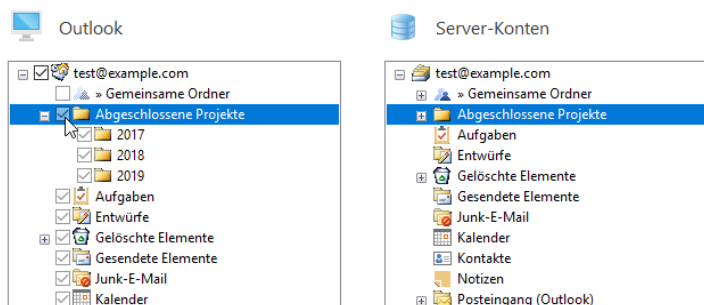 Outlook
test@example.com
» Gemeinsame Ordner
Abgeschlossene Projekte
2017
2018
2019
Aufgaben
Entwürfe
Gelöschte Elemente
Gesendete Elemente
Junk-E-Mail
Kalender
Server-Konten
test@example.com
» Gemeinsame Ordner
Abgeschlossene Projekte
Aufgaben
Entwürfe
Gelöschte Elemente
Gesendete Elemente
Junk-E-Mail
Kalender
Kontakte
Notizen
Posteingang (Outlook)